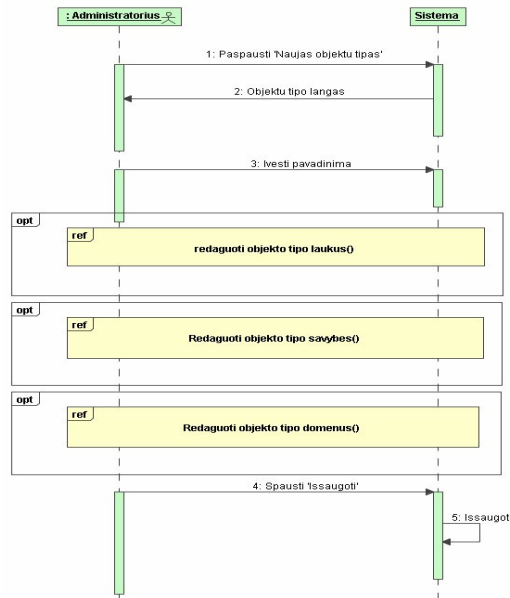 : Administratorius
Sistema
1: Paspausti 'Naujas objektu tipas'
2: Objektu tipo langas
3: Ivesti pavadinima
opt
ref
redaguoti objekto tipo laukus()
opt
ref
Redaguoti objekto tipo savybes()
opt
ref
Redaguoti objekto tipo domenus()
4: Spausti 'Issaugoti'
5: Issaugot